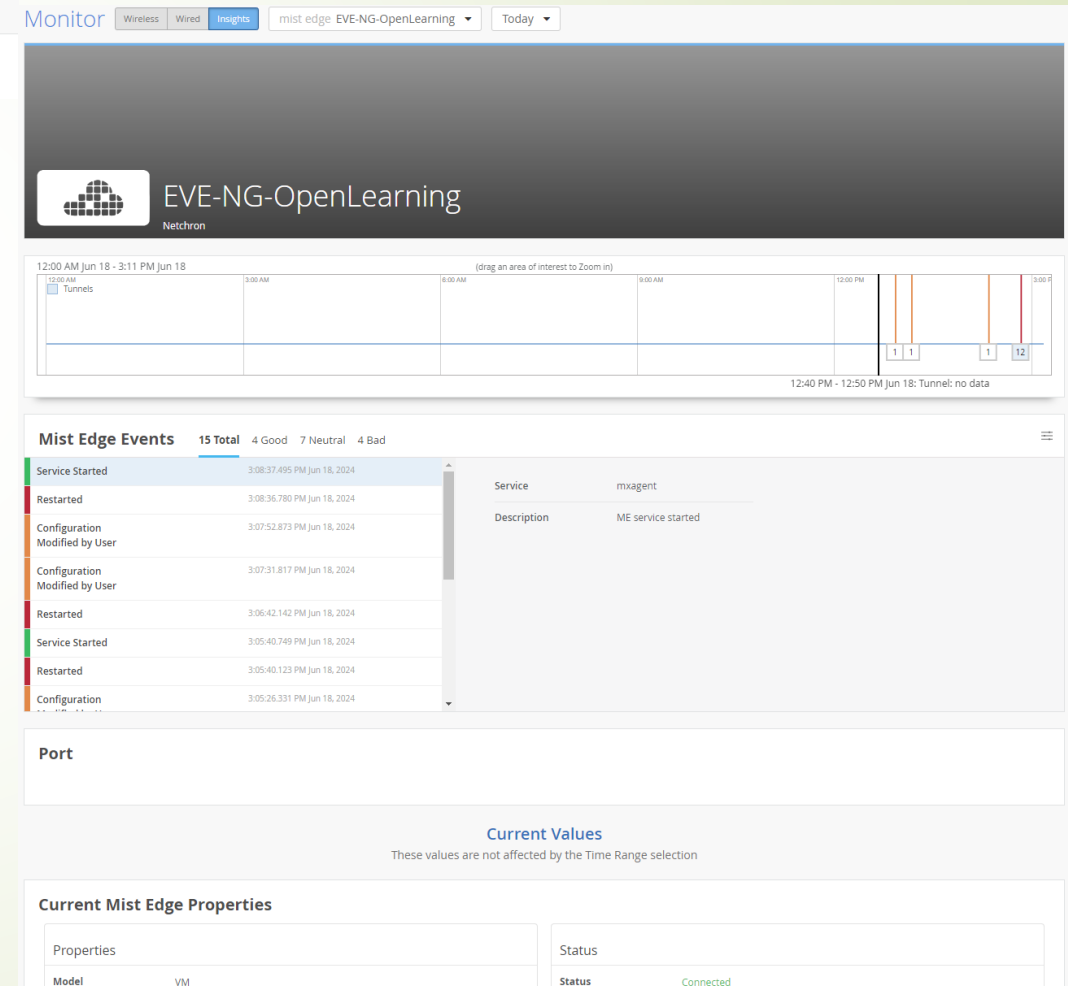 Monitor Wireless Wired Insights mist edge EVE-NG-OpenLearning Today
EVE-NG-OpenLearning
Netchron
12:00 AM Jun 18 - 3:11 PM Jun 18 (drag an area of interest to Zoom in)
12:00 AM 3:00 AM 6:00 AM 9:00 AM 12:00 PM 3:00 P
Tunnels
1 1 1 12
12:40 PM - 12:50 PM Jun 18: Tunnel: no data
Mist Edge Events 15 Total 4 Good 7 Neutral 4 Bad
Service Started 3:08:37.495 PM Jun 18, 2024
Service mxagent
Restarted 3:08:36.780 PM Jun 18, 2024
Description ME service started
Configuration 3:07:52.873 PM Jun 18, 2024
Modified by User
Configuration 3:07:31.817 PM Jun 18, 2024
Modified by User
Restarted 3:06:42.142 PM Jun 18, 2024
Service Started 3:05:40.749 PM Jun 18, 2024
Restarted 3:05:40.123 PM Jun 18, 2024
Configuration 3:05:26.331 PM Jun 18, 2024
Port
Current Values
These values are not affected by the Time Range selection
Current Mist Edge Properties
Properties
Model VM
Status
Status Connected